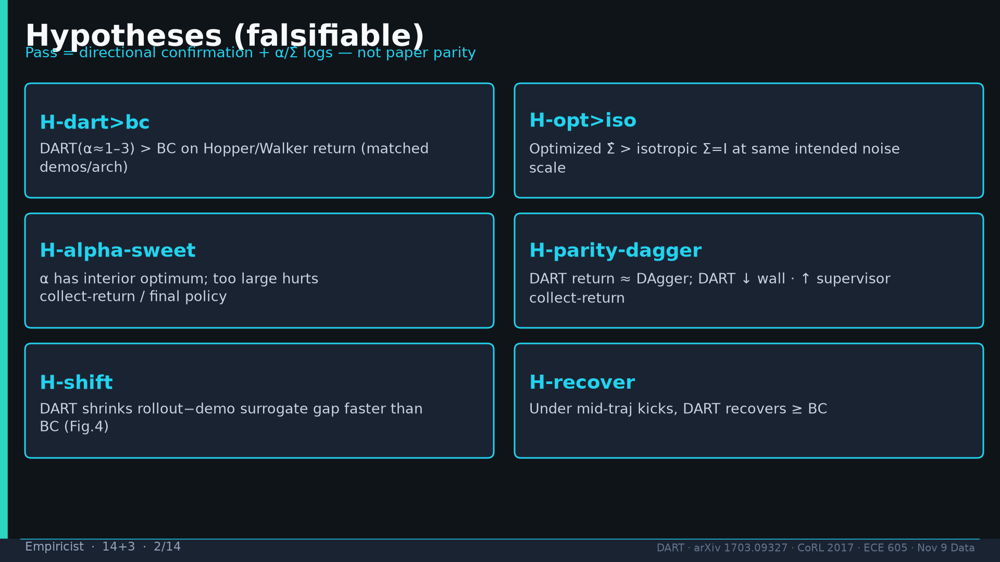 Hypotheses (falsifiable)
Pass = directional confirmation + α/Σ̂ logs — not paper parity
H-dart>bc
DART(α≈1–3) > BC on Hopper/Walker return (matched
demos/arch)
H-opt>iso
Optimized Σ̂ > isotropic Σ=I at same intended noise
scale
H-alpha-sweet
α has interior optimum; too large hurts
collect-return / final policy
H-parity-dagger
DART return ≈ DAgger; DART ↓ wall · ↑ supervisor
collect-return
H-shift
DART shrinks rollout−demo surrogate gap faster than
BC (Fig.4)
H-recover
Under mid-traj kicks, DART recovers ≥ BC
Empiricist · 14+3 · 2/14
DART · arXiv 1703.09327 · CoRL 2017 · ECE 605 · Nov 9 Data